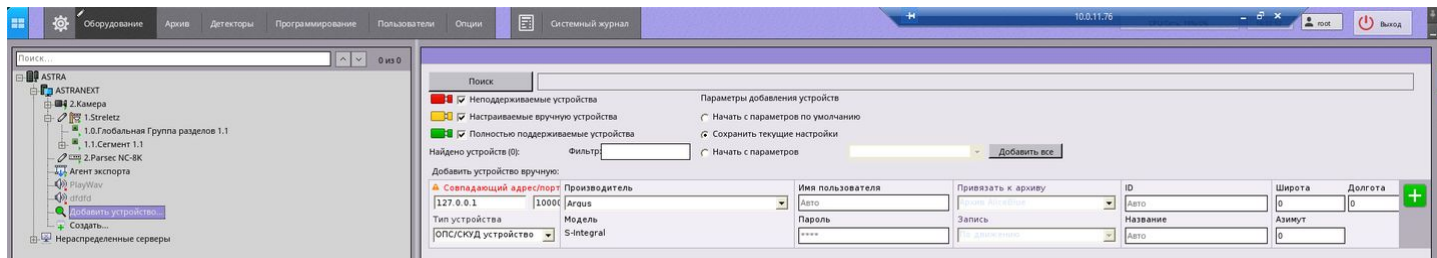 Оборудование Архив Детекторы Программирование Пользователи Опции Системный журнал 10.0.11.76 root Выход
Поиск... 0 из 0
ASTRA
ASTRANEXT
2.Камера
1.Streletz
1.0.Глобальная Группа разделов 1.1
1.1.Сегмент 1.1
2.Parsec NC-8K
Агент экспорта
PlayWav
dfdfd
Добавить устройство...
Создать...
Нераспределенные серверы
Поиск
Неподдерживаемые устройства Параметры добавления устройств
Настраиваемые вручную устройства Начать с параметров по умолчанию
Полностью поддерживаемые устройства Сохранить текущие настройки
Найдено устройств (0): Фильтр: Начать с параметров Добавить все
Добавить устройство вручную:
Совпадающий адрес/порт Производитель Имя пользователя Привязать к архиву ID Широта Долгота
127.0.0.1 10000 Argus Авто Архив AliceBlue Авто 0 0
Тип устройства Модель Пароль Запись Название Азимут
ОПС/СКУД устройство S-Integral **** По движению Авто 0